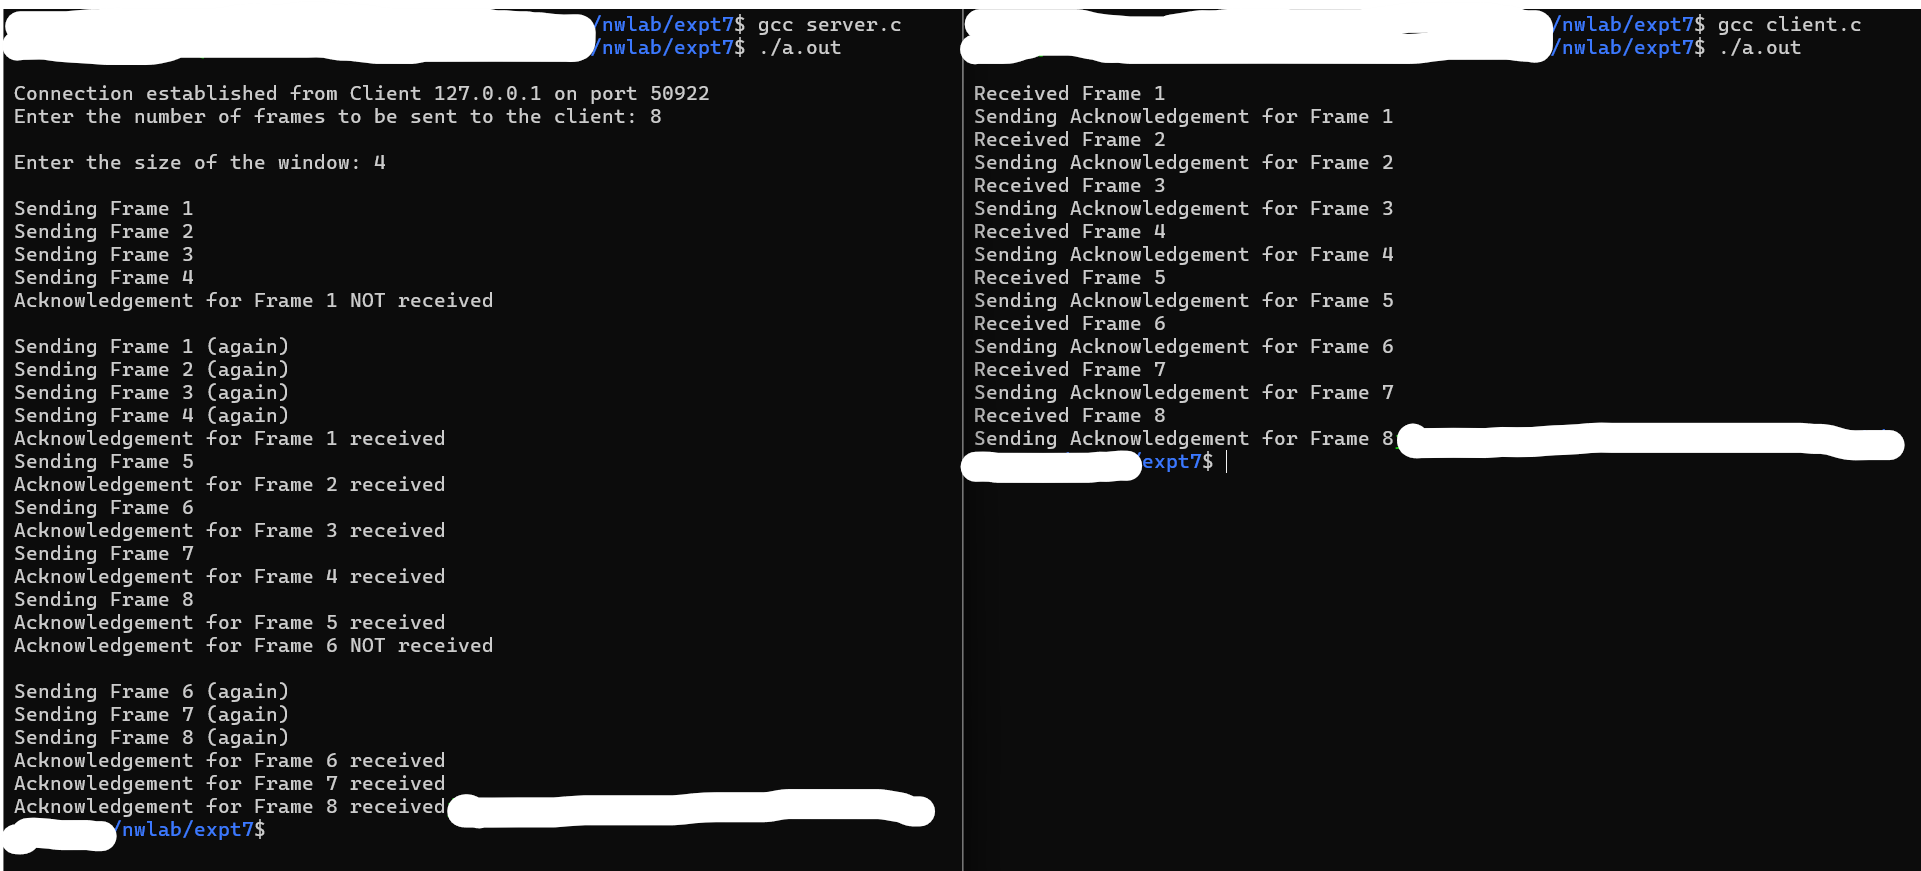 /nwlab/expt7$ gcc server.c
/nwlab/expt7$ ./a.out
Connection established from Client 127.0.0.1 on port 50922
Enter the number of frames to be sent to the client: 8
Enter the size of the window: 4
Sending Frame 1
Sending Frame 2
Sending Frame 3
Sending Frame 4
Acknowledgement for Frame 1 NOT received
Sending Frame 1 (again)
Sending Frame 2 (again)
Sending Frame 3 (again)
Sending Frame 4 (again)
Acknowledgement for Frame 1 received
Sending Frame 5
Acknowledgement for Frame 2 received
Sending Frame 6
Acknowledgement for Frame 3 received
Sending Frame 7
Acknowledgement for Frame 4 received
Sending Frame 8
Acknowledgement for Frame 5 received
Acknowledgement for Frame 6 NOT received
Sending Frame 6 (again)
Sending Frame 7 (again)
Sending Frame 8 (again)
Acknowledgement for Frame 6 received
Acknowledgement for Frame 7 received
Acknowledgement for Frame 8 received
/nwlab/expt7$
/nwlab/expt7$ gcc client.c
/nwlab/expt7$ ./a.out
Received Frame 1
Sending Acknowledgement for Frame 1
Received Frame 2
Sending Acknowledgement for Frame 2
Received Frame 3
Sending Acknowledgement for Frame 3
Received Frame 4
Sending Acknowledgement for Frame 4
Received Frame 5
Sending Acknowledgement for Frame 5
Received Frame 6
Sending Acknowledgement for Frame 6
Received Frame 7
Sending Acknowledgement for Frame 7
Received Frame 8
Sending Acknowledgement for Frame 8
expt7$